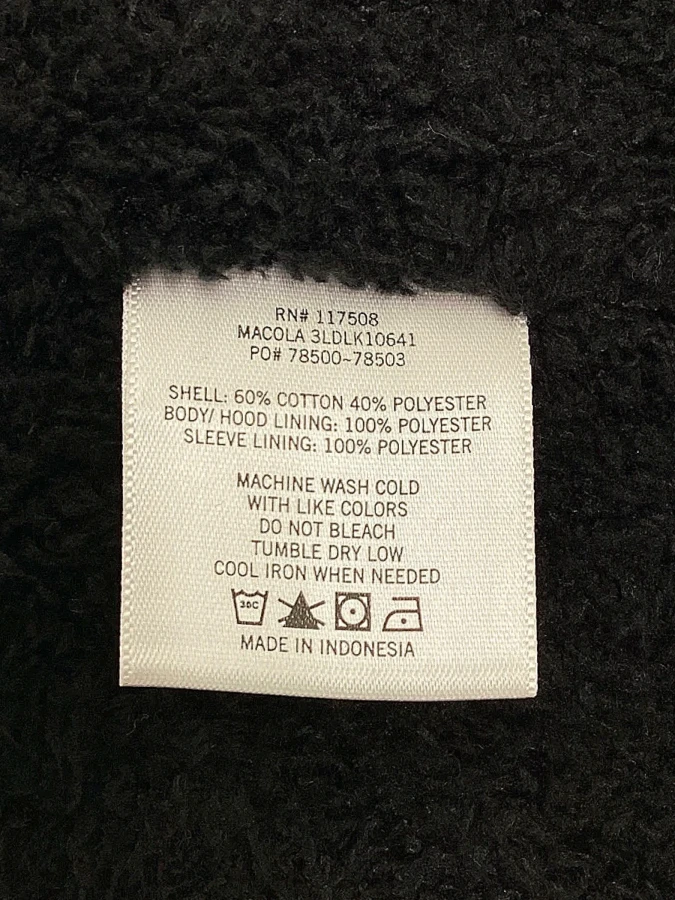 RN# 117508
MACOLA 3LDLK10641
PO# 78500~78503
SHELL: 60% COTTON 40% POLYESTER
BODY/ HOOD LINING: 100% POLYESTER
SLEEVE LINING: 100% POLYESTER
MACHINE WASH COLD
WITH LIKE COLORS
DO NOT BLEACH
TUMBLE DRY LOW
COOL IRON WHEN NEEDED
30C
MADE IN INDONESIA